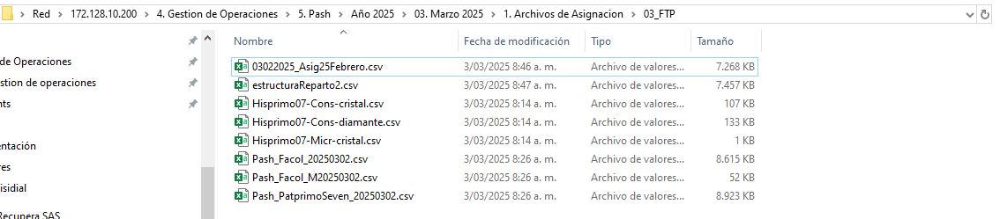 Red > 172.128.10.200 > 4. Gestion de Operaciones > 5. Pash > Año 2025 > 03. Marzo 2025 > 1. Archivos de Asignacion > 03_FTP
de Operaciones
stion de operaciones
nts
entación
res
isidial
Recupera SAS
Nombre Fecha de modificación Tipo Tamaño
03022025_Asig25Febrero.csv 3/03/2025 8:46 a. m. Archivo de valores... 7.268 KB
estructuraReparto2.csv 3/03/2025 8:47 a. m. Archivo de valores... 7.457 KB
Hisprimo07-Cons-cristal.csv 3/03/2025 8:14 a. m. Archivo de valores... 107 KB
Hisprimo07-Cons-diamante.csv 3/03/2025 8:14 a. m. Archivo de valores... 133 KB
Hisprimo07-Micr-cristal.csv 3/03/2025 8:14 a. m. Archivo de valores... 1 KB
Pash_Facol_20250302.csv 3/03/2025 8:26 a. m. Archivo de valores... 8.615 KB
Pash_Facol_M20250302.csv 3/03/2025 8:26 a. m. Archivo de valores... 52 KB
Pash_PatprimoSeven_20250302.csv 3/03/2025 8:26 a. m. Archivo de valores... 8.923 KB